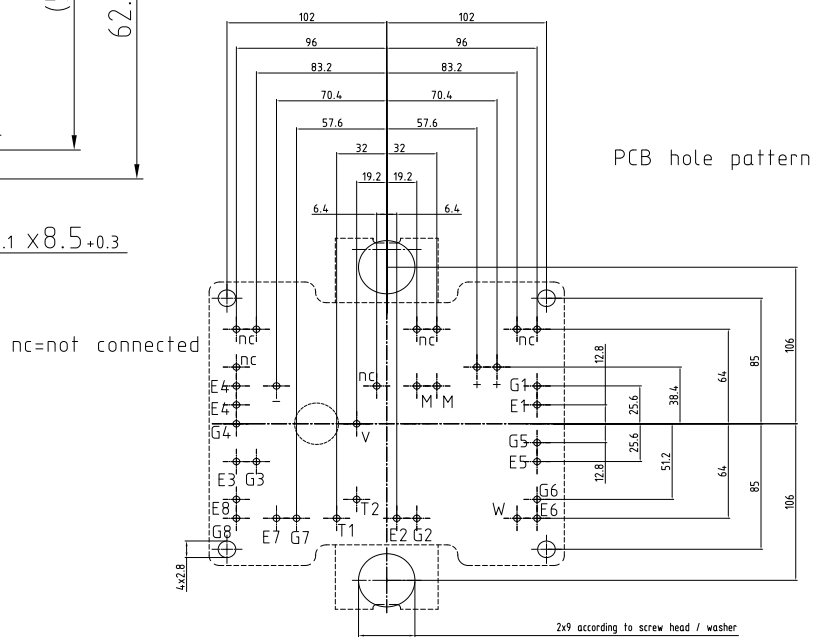 102 102
96 96
83.2 83.2
70.4 70.4
57.6 57.6
32 32
19.2 19.2
6.4 6.4
62.
PCB hole pattern
.1 x8.5+0.3
nc=not connected
nc nc nc
nc
nc
E4 M M G1
E4 E1
G4 V
G5
E3 G3 E5
G6
E8 T2 W E6
G8 E7 G7 T1 E2 G2
- + +
12.8
25.6
38.4
64
85
106
12.8
25.6
51.2
64
85
106
4x2.8
2x9 according to screw head / washer